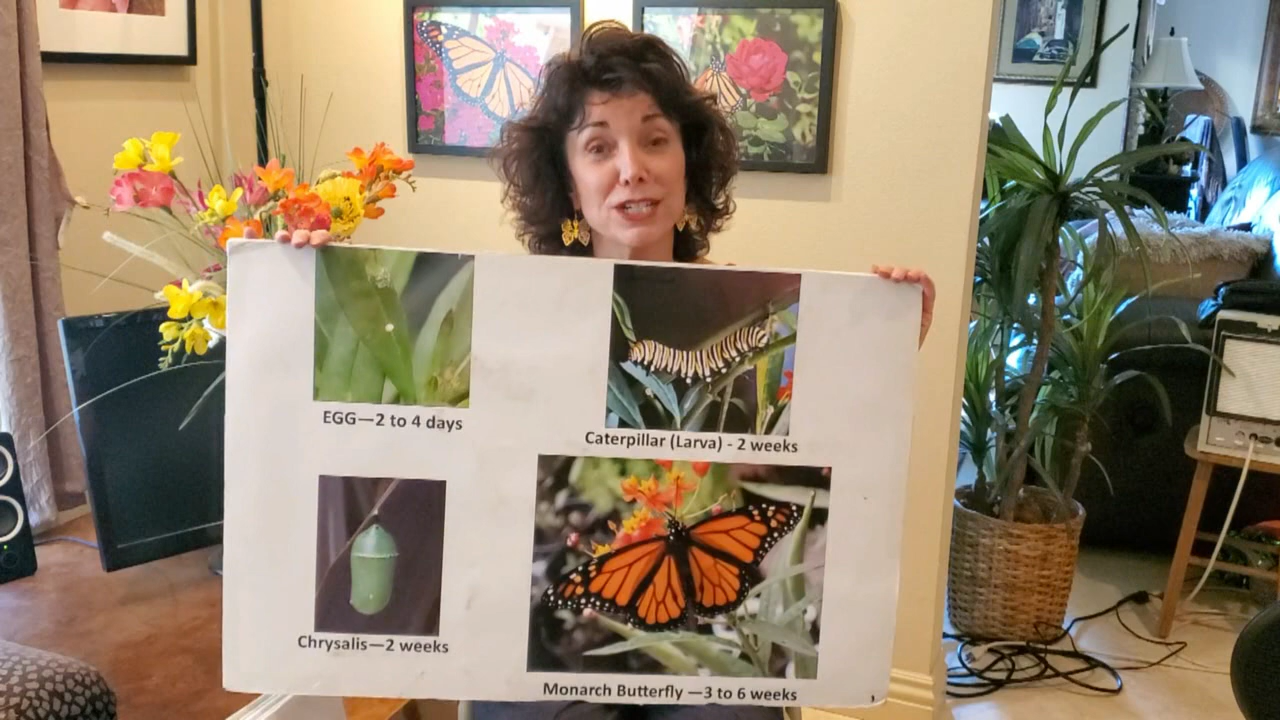 EGG—2 to 4 days
Caterpillar (Larva) - 2 weeks
Chrysalis—2 weeks
Monarch Butterfly —3 to 6 weeks